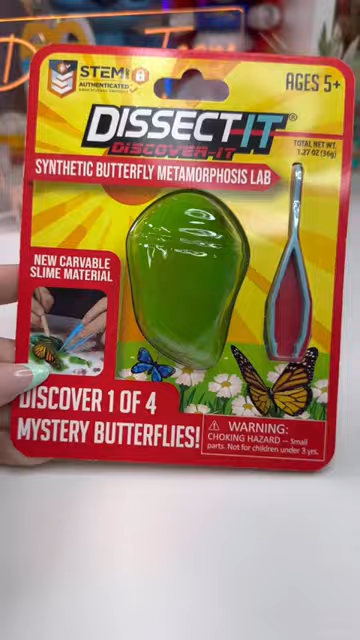 STEM!
AUTHENTICATED
AGES 5+
DISSECT-IT®
DISCOVER-IT
TOTAL NET WT.
1.27 OZ (36g)
SYNTHETIC BUTTERFLY METAMORPHOSIS LAB
NEW CARVABLE
SLIME MATERIAL
DISCOVER 1 OF 4
MYSTERY BUTTERFLIES!
WARNING:
CHOKING HAZARD -- Small
parts. Not for children under 3 yrs.